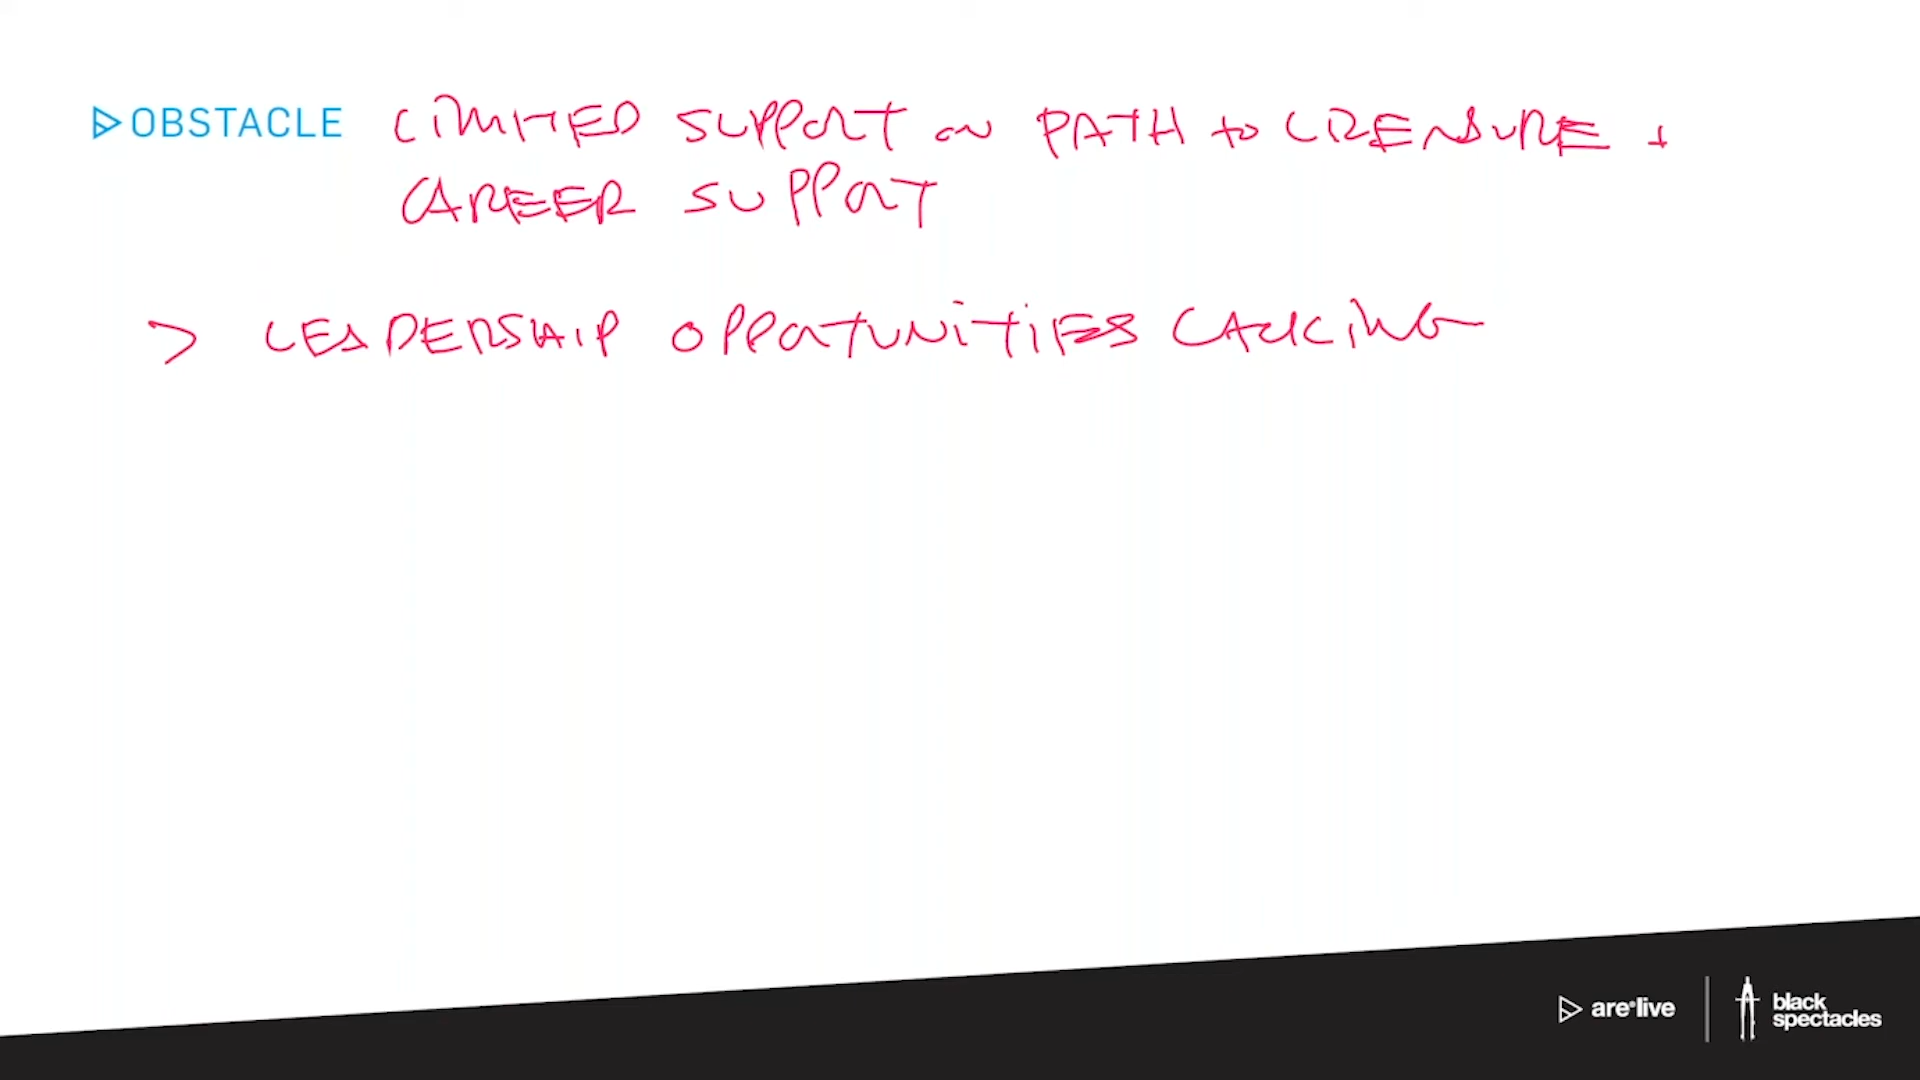 OBSTACLE LIMITED SUPPORT ON PATH to LICENSURE +
CAREER SUPPORT
> LEADERSHIP OPPORTUNITIES LACKING
are live
black
spectacles